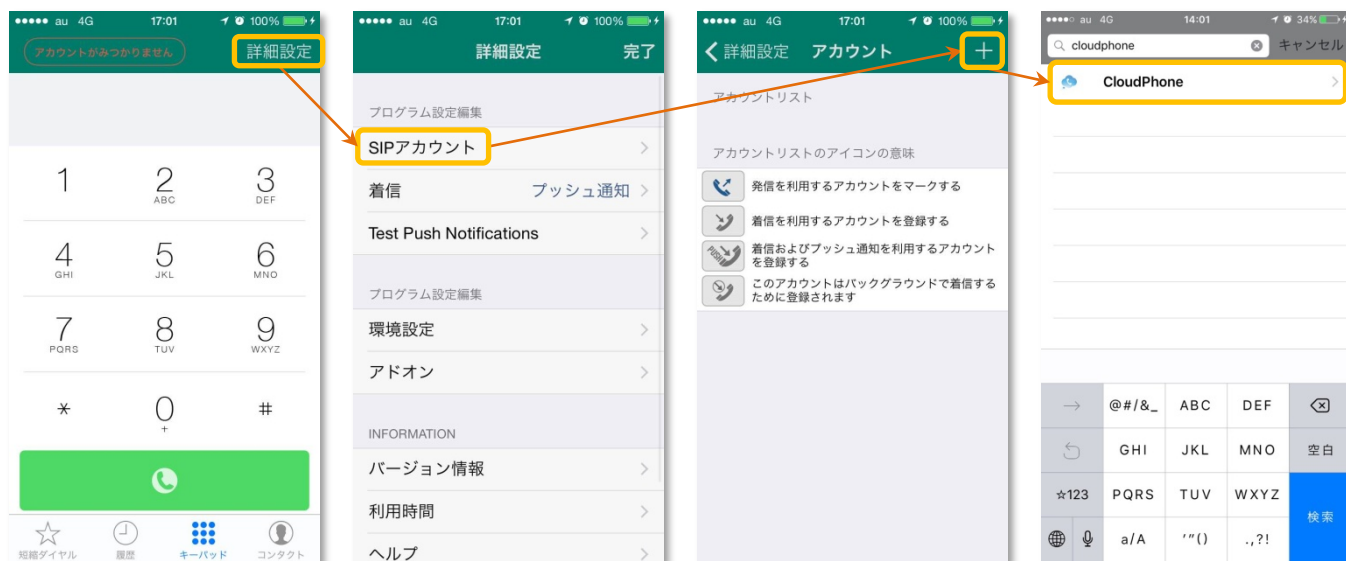 au 4G 17:01 100%
アカウントがみつかりません 詳細設定
1 2 3
ABC DEF
4 5 6
GHI JKL MNO
7 8 9
PQRS TUV WXYZ
* 0 #
+
短縮ダイヤル 履歴 キーパッド コンタクト
au 4G 17:01 100%
詳細設定 完了
プログラム設定編集
SIPアカウント
着信 プッシュ通知
Test Push Notifications
プログラム設定編集
環境設定
アドオン
INFORMATION
バージョン情報
利用時間
ヘルプ
au 4G 17:01 100%
詳細設定 アカウント +
アカウントリスト
アカウントリストのアイコンの意味
発信を利用するアカウントをマークする
着信を利用するアカウントを登録する
着信およびプッシュ通知を利用するアカウント
を登録する
このアカウントはバックグラウンドで着信する
ために登録されます
au 4G 14:01 34%
cloudphone キャンセル
CloudPhone
→ @#/&_ ABC DEF
GHI JKL MNO 空白
☆123 PQRS TUV WXYZ
検索
a/A '"() .,?!